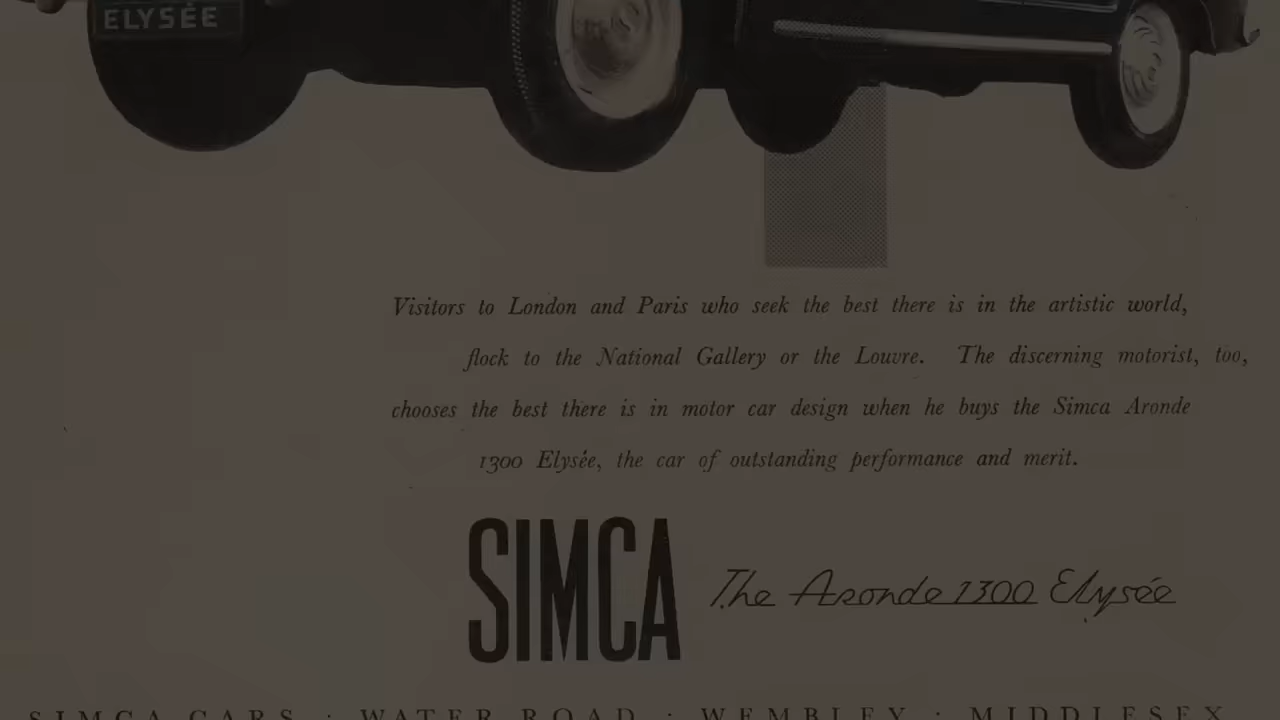 ELYSÉE
Visitors to London and Paris who seek the best there is in the artistic world,
flock to the National Gallery or the Louvre. The discerning motorist, too,
chooses the best there is in motor car design when he buys the Simca Aronde
1300 Elysée, the car of outstanding performance and merit.
SIMCA The Aronde 1300 Elysée
SIMCA CARS · WATER ROAD · WEMBLEY · MIDDLESEX